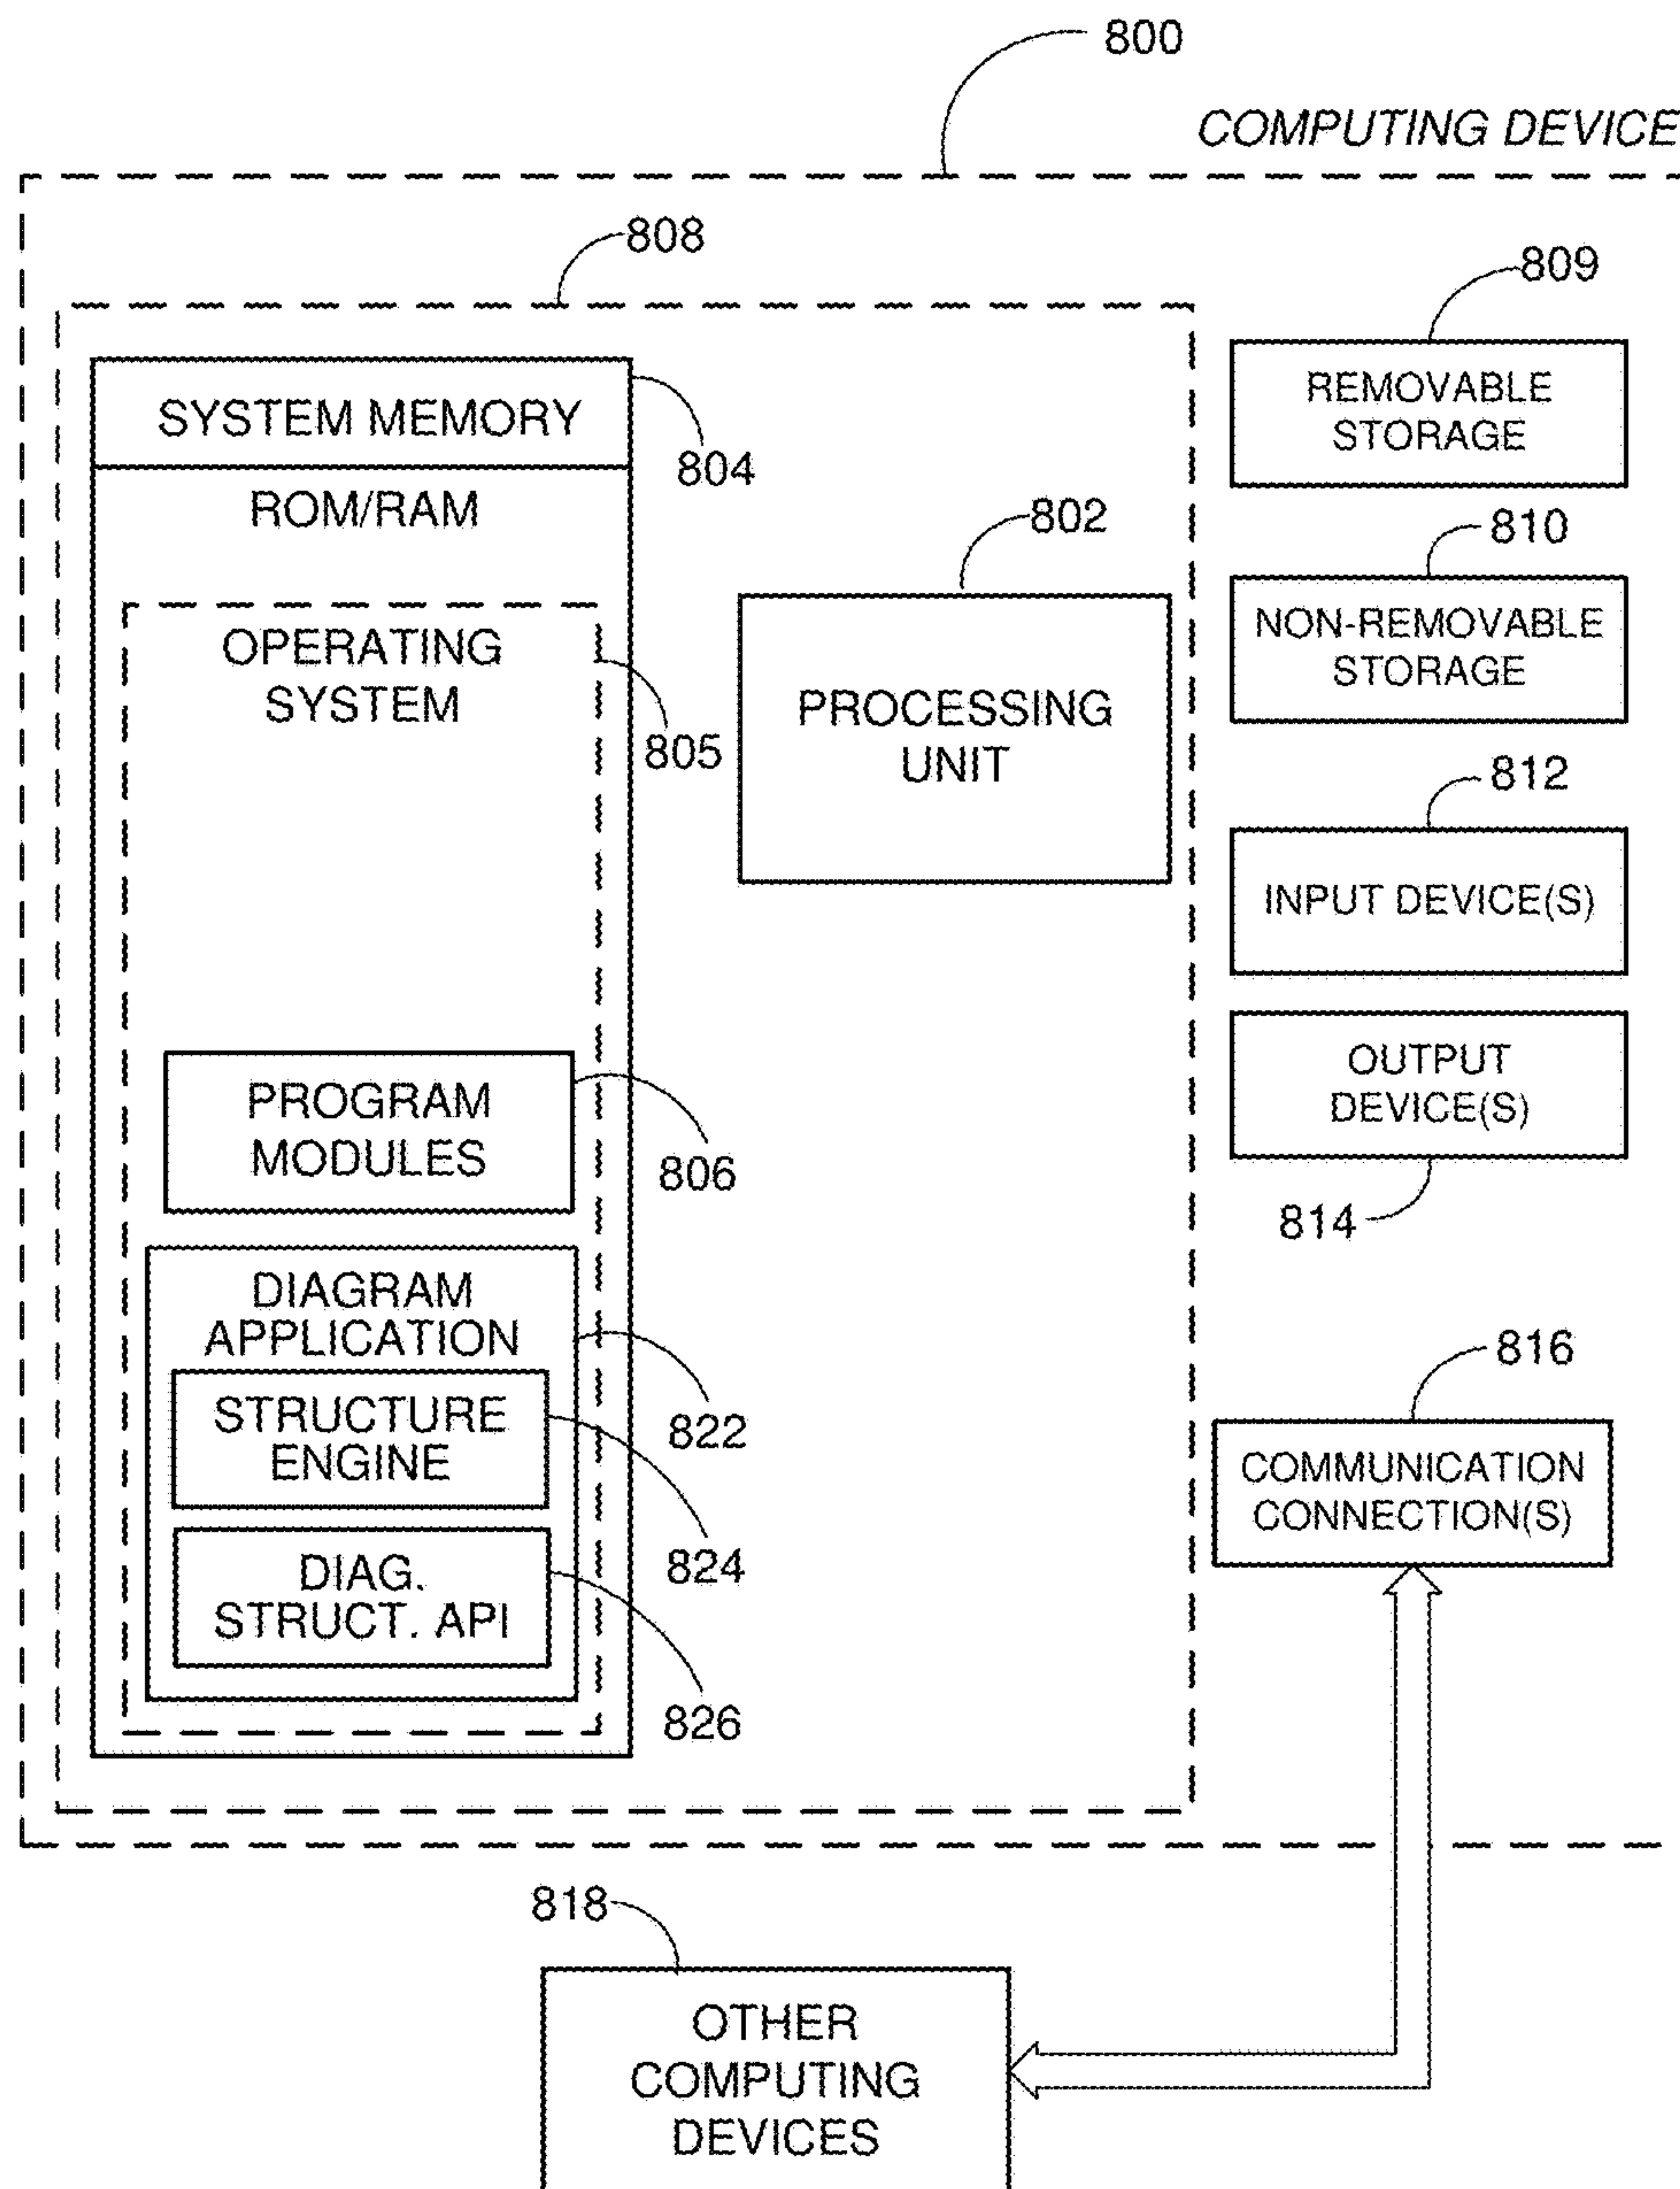 800
COMPUTING DEVICE
808
809
SYSTEM MEMORY
804
ROM/RAM
REMOVABLE
STORAGE
802
810
OPERATING
SYSTEM
805
PROCESSING
UNIT
NON-REMOVABLE
STORAGE
812
INPUT DEVICE(S)
OUTPUT
DEVICE(S)
814
PROGRAM
MODULES
806
DIAGRAM
APPLICATION
822
STRUCTURE
ENGINE
824
DIAG.
STRUCT. API
826
816
COMMUNICATION
CONNECTION(S)
818
OTHER
COMPUTING
DEVICES